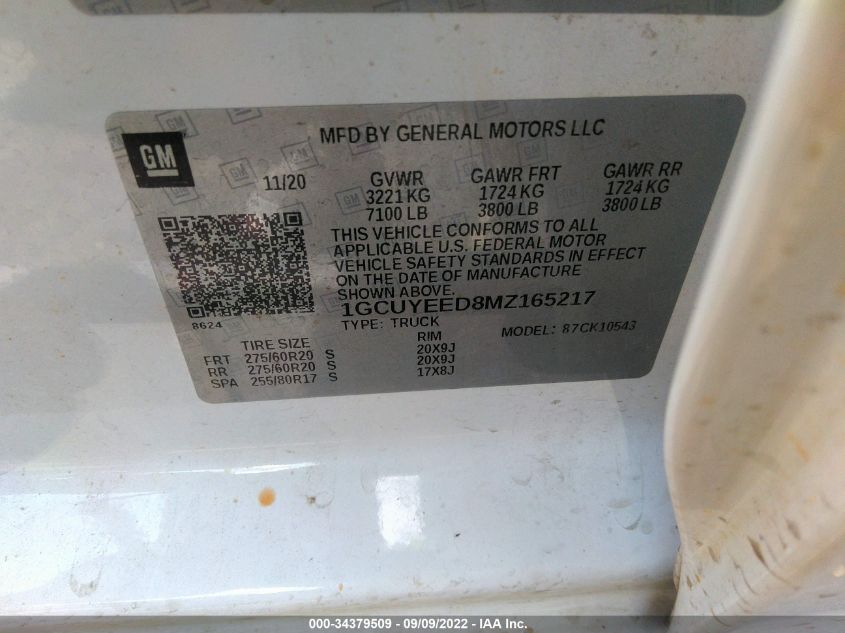 GM
MFD BY GENERAL MOTORS LLC
11/20 GVWR GAWR FRT GAWR RR
3221 KG 1724 KG 1724 KG
7100 LB 3800 LB 3800 LB
THIS VEHICLE CONFORMS TO ALL
APPLICABLE U.S. FEDERAL MOTOR
VEHICLE SAFETY STANDARDS IN EFFECT
ON THE DATE OF MANUFACTURE
SHOWN ABOVE.
8624
1GCUYEED8MZ165217
TYPE: TRUCK MODEL: 87CK10543
TIRE SIZE RIM
FRT 275/60R20 S 20X9J
RR 275/60R20 S 20X9J
SPA 255/80R17 S 17X8J
000-34379509 - 09/09/2022 - IAA Inc.